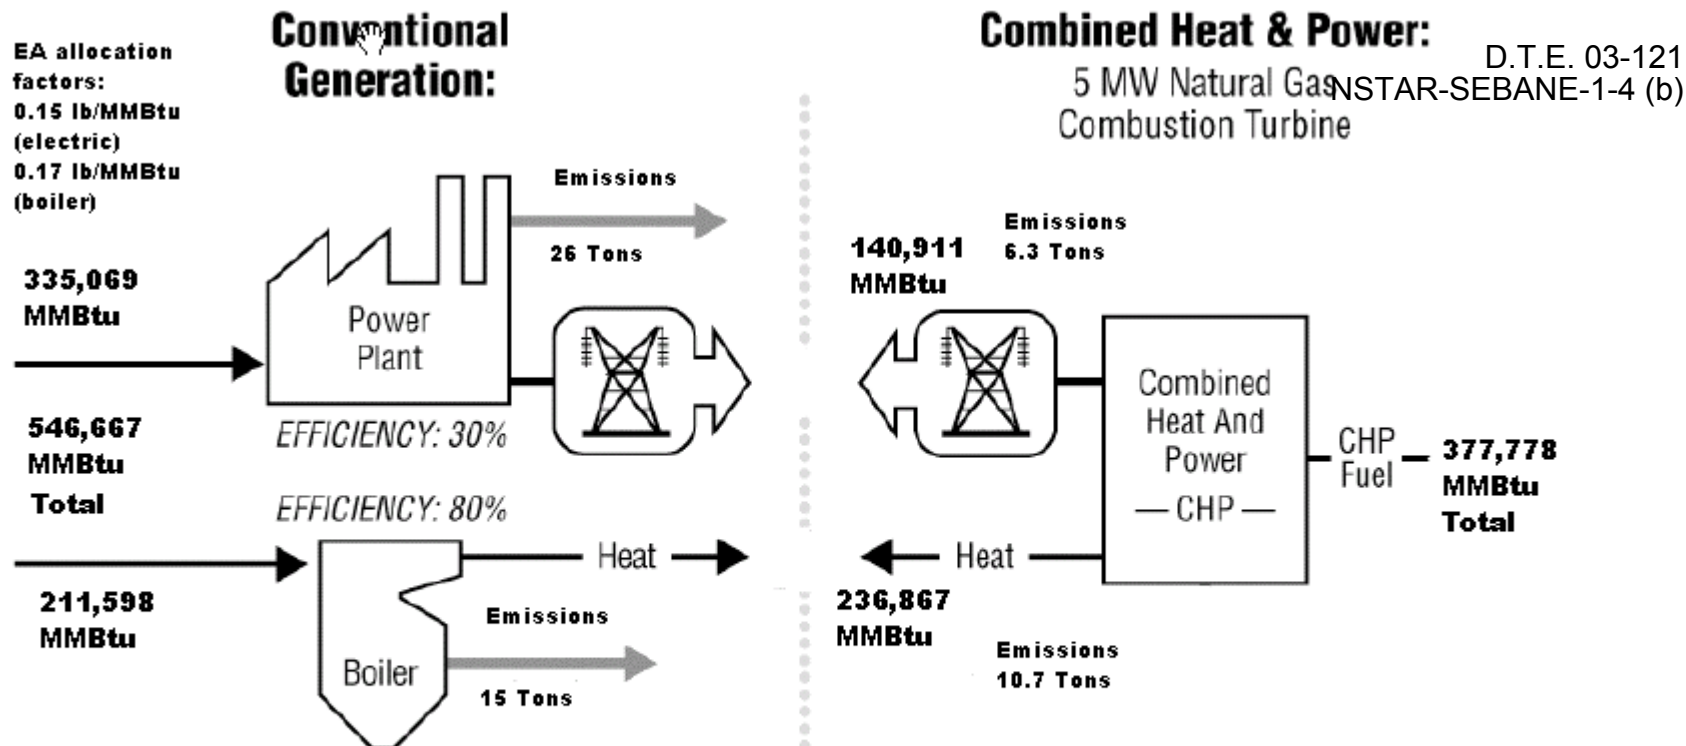 Conventional
Generation:
EA allocation
factors:
0.15 lb/MMBtu
(electric)
0.17 lb/MMBtu
(boiler)
Emissions
26 Tons
335,069
MMBtu
Power
Plant
EFFICIENCY: 30%
546,667
MMBtu
Total
EFFICIENCY: 80%
Heat
211,598
MMBtu
Emissions
Boiler
15 Tons
Combined Heat & Power:
5 MW Natural Gas
Combustion Turbine
D.T.E. 03-121
NSTAR-SEBANE-1-4 (b)
Emissions
6.3 Tons
140,911
MMBtu
Combined
Heat And
Power
— CHP —
CHP
Fuel
377,778
MMBtu
Total
Heat
236,867
MMBtu
Emissions
10.7 Tons